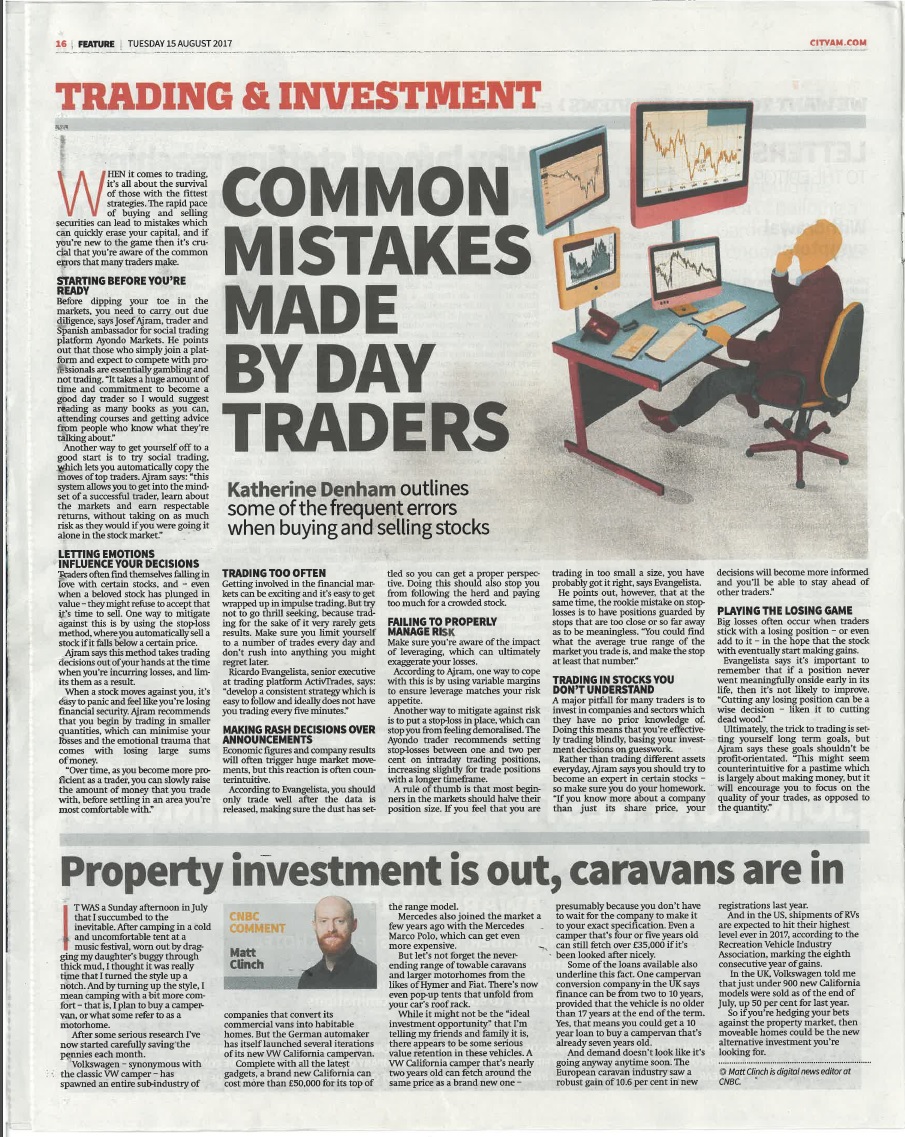 16 | FEATURE | TUESDAY 15 AUGUST 2017
CITYAM.COM
TRADING & INVESTMENT
WHEN it comes to trading,
it's all about the survival
of those with the fittest
strategies. The rapid pace
of buying and selling
securities can lead to mistakes which
can quickly erase your capital, and if
you're new to the game then it's cru-
cial that you're aware of the common
errors that many traders make.
STARTING BEFORE YOU'RE
READY
Before dipping your toe in the
markets, you need to carry out due
diligence, says Josef Ajram, trader and
Spanish ambassador for social trading
platform Ayondo Markets. He points
out that those who simply join a plat-
form and expect to compete with pro-
fessionals are essentially gambling and
not trading. "It takes a huge amount of
time and commitment to become a
good day trader so I would suggest
reading as many books as you can,
attending courses and getting advice
from people who know what they're
talking about."
Another way to get yourself off to a
good start is to try social trading,
which lets you automatically copy the
moves of top traders. Ajram says: "this
system allows you to get into the mind-
set of a successful trader, learn about
the markets and earn respectable
returns, without taking on as much
risk as they would if you were going it
alone in the stock market."
LETTING EMOTIONS
INFLUENCE YOUR DECISIONS
Traders often find themselves falling in
love with certain stocks, and – even
when a beloved stock has plunged in
value – they might refuse to accept that
it's time to sell. One way to mitigate
against this is by using the stop-loss
method, where you automatically sell a
stock if it falls below a certain price.
Ajram says this method takes trading
decisions out of your hands at the time
when you're incurring losses, and lim-
its them as a result.
When a stock moves against you, it's
easy to panic and feel like you're losing
financial security. Ajram recommends
that you begin by trading in smaller
quantities, which can minimise your
losses and the emotional trauma that
comes with losing large sums
of money.
"Over time, as you become more pro-
ficient as a trader, you can slowly raise
the amount of money that you trade
with, before settling in an area you're
most comfortable with."
COMMON
MISTAKES
MADE
BY DAY
TRADERS
Katherine Denham outlines
some of the frequent errors
when buying and selling stocks
TRADING TOO OFTEN
Getting involved in the financial mar-
kets can be exciting and it's easy to get
wrapped up in impulse trading. But try
not to go thrill seeking, because trad-
ing for the sake of it very rarely gets
results. Make sure you limit yourself
to a number of trades every day and
don't rush into anything you might
regret later.
Ricardo Evangelista, senior executive
at trading platform ActivTrades, says:
"develop a consistent strategy which is
easy to follow and ideally does not have
you trading every five minutes."
MAKING RASH DECISIONS OVER
ANNOUNCEMENTS
Economic figures and company results
will often trigger huge market move-
ments, but this reaction is often coun-
terintuitive.
According to Evangelista, you should
only trade well after the data is
released, making sure the dust has set-
tled so you can get a proper perspec-
tive. Doing this should also stop you
from following the herd and paying
too much for a crowded stock.
FAILING TO PROPERLY
MANAGE RISK
Make sure you're aware of the impact
of leveraging, which can ultimately
exaggerate your losses.
According to Ajram, one way to cope
with this is by using variable margins
to ensure leverage matches your risk
appetite.
Another way to mitigate against risk
is to put a stop-loss in place, which can
stop you from feeling demoralised. The
Ayondo trader recommends setting
stop-losses between one and two per
cent on intraday trading positions,
increasing slightly for trade positions
with a longer timeframe.
A rule of thumb is that most begin-
ners in the markets should halve their
position size. If you feel that you are
trading in too small a size, you have
probably got it right, says Evangelista.
He points out, however, that at the
same time, the rookie mistake on stop-
losses is to have positions guarded by
stops that are too close or so far away
as to be meaningless. "You could find
what the average true range of the
market you trade is, and make the stop
at least that number."
TRADING IN STOCKS YOU
DON'T UNDERSTAND
A major pitfall for many traders is to
invest in companies and sectors which
they have no prior knowledge of.
Doing this means that you're effective-
ly trading blindly, basing your invest-
ment decisions on guesswork.
Rather than trading different assets
everyday, Ajram says you should try to
become an expert in certain stocks –
so make sure you do your homework.
"If you know more about a company
than just its share price, your
decisions will become more informed
and you'll be able to stay ahead of
other traders."
PLAYING THE LOSING GAME
Big losses often occur when traders
stick with a losing position – or even
add to it – in the hope that the stock
with eventually start making gains.
Evangelista says it's important to
remember that if a position never
went meaningfully onside early in its
life, then it's not likely to improve.
"Cutting any losing position can be a
wise decision – liken it to cutting
dead wood."
Ultimately, the trick to trading is set-
ting yourself long term goals, but
Ajram says these goals shouldn't be
profit-orientated. "This might seem
counterintuitive for a pastime which
is largely about making money, but it
will encourage you to focus on the
quality of your trades, as opposed to
the quantity."
Property investment is out, caravans are in
IT WAS a Sunday afternoon in July
that I succumbed to the
inevitable. After camping in a cold
and uncomfortable tent at a
music festival, worn out by drag-
ging my daughter's buggy through
thick mud, I thought it was really
time that I turned the style up a
notch. And by turning up the style, I
mean camping with a bit more com-
fort – that is, I plan to buy a camper-
van, or what some refer to as a
motorhome.
After some serious research I've
now started carefully saving the
pennies each month.
Volkswagen – synonymous with
the classic VW camper – has
spawned an entire sub-industry of
CNBC
COMMENT
Matt
Clinch
companies that convert its
commercial vans into habitable
homes. But the German automaker
has itself launched several iterations
of its new VW California campervan.
Complete with all the latest
gadgets, a brand new California can
cost more than £50,000 for its top of
the range model.
Mercedes also joined the market a
few years ago with the Mercedes
Marco Polo, which can get even
more expensive.
But let's not forget the never-
ending range of towable caravans
and larger motorhomes from the
likes of Hymer and Fiat. There's now
even pop-up tents that unfold from
your car's roof rack.
While it might not be the "ideal
investment opportunity" that I'm
telling my friends and family it is,
there appears to be some serious
value retention in these vehicles. A
VW California camper that's nearly
two years old can fetch around the
same price as a brand new one –
presumably because you don't have
to wait for the company to make it
to your exact specification. Even a
camper that's four or five years old
can still fetch over £35,000 if it's
been looked after nicely.
Some of the loans available also
underline this fact. One campervan
conversion company in the UK says
finance can be from two to 10 years,
provided that the vehicle is no older
than 17 years at the end of the term.
Yes, that means you could get a 10
year loan to buy a campervan that's
already seven years old.
And demand doesn't look like it's
going anyway anytime soon. The
European caravan industry saw a
robust gain of 10.6 per cent in new
registrations last year.
And in the US, shipments of RVs
are expected to hit their highest
level ever in 2017, according to the
Recreation Vehicle Industry
Association, marking the eighth
consecutive year of gains.
In the UK, Volkswagen told me
that just under 900 new California
models were sold as of the end of
July, up 50 per cent for last year.
So if you're hedging your bets
against the property market, then
moveable homes could be the new
alternative investment you're
looking for.
Matt Clinch is digital news editor at
CNBC.